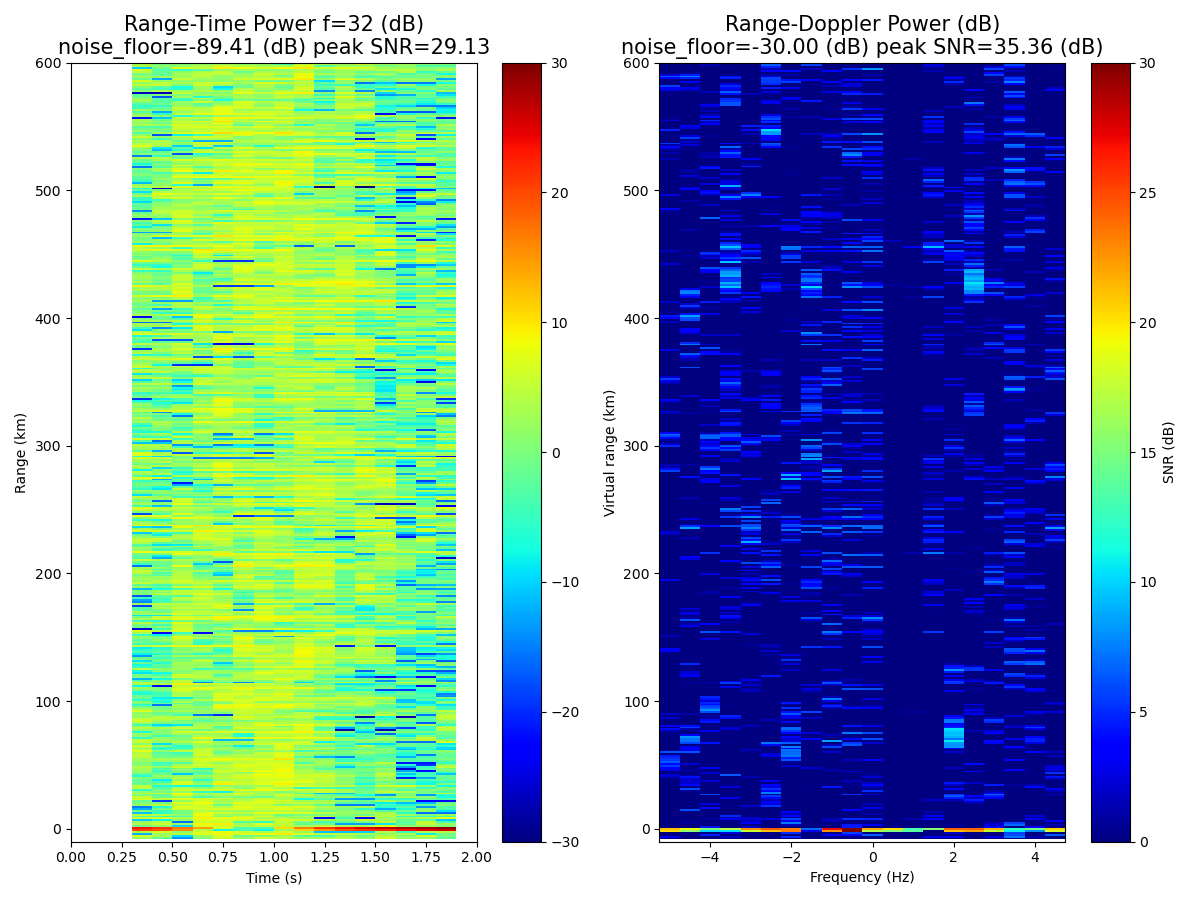 Range-Time Power f=32 (dB)
noise_floor=-89.41 (dB) peak SNR=29.13
Range (km)
600
500
400
300
200
100
0
0.00 0.25 0.50 0.75 1.00 1.25 1.50 1.75 2.00
Time (s)
30
20
10
0
−10
−20
−30
Range-Doppler Power (dB)
noise_floor=-30.00 (dB) peak SNR=35.36 (dB)
Virtual range (km)
600
500
400
300
200
100
0
−4 −2 0 2 4
Frequency (Hz)
30
25
20
15
10
5
0
SNR (dB)